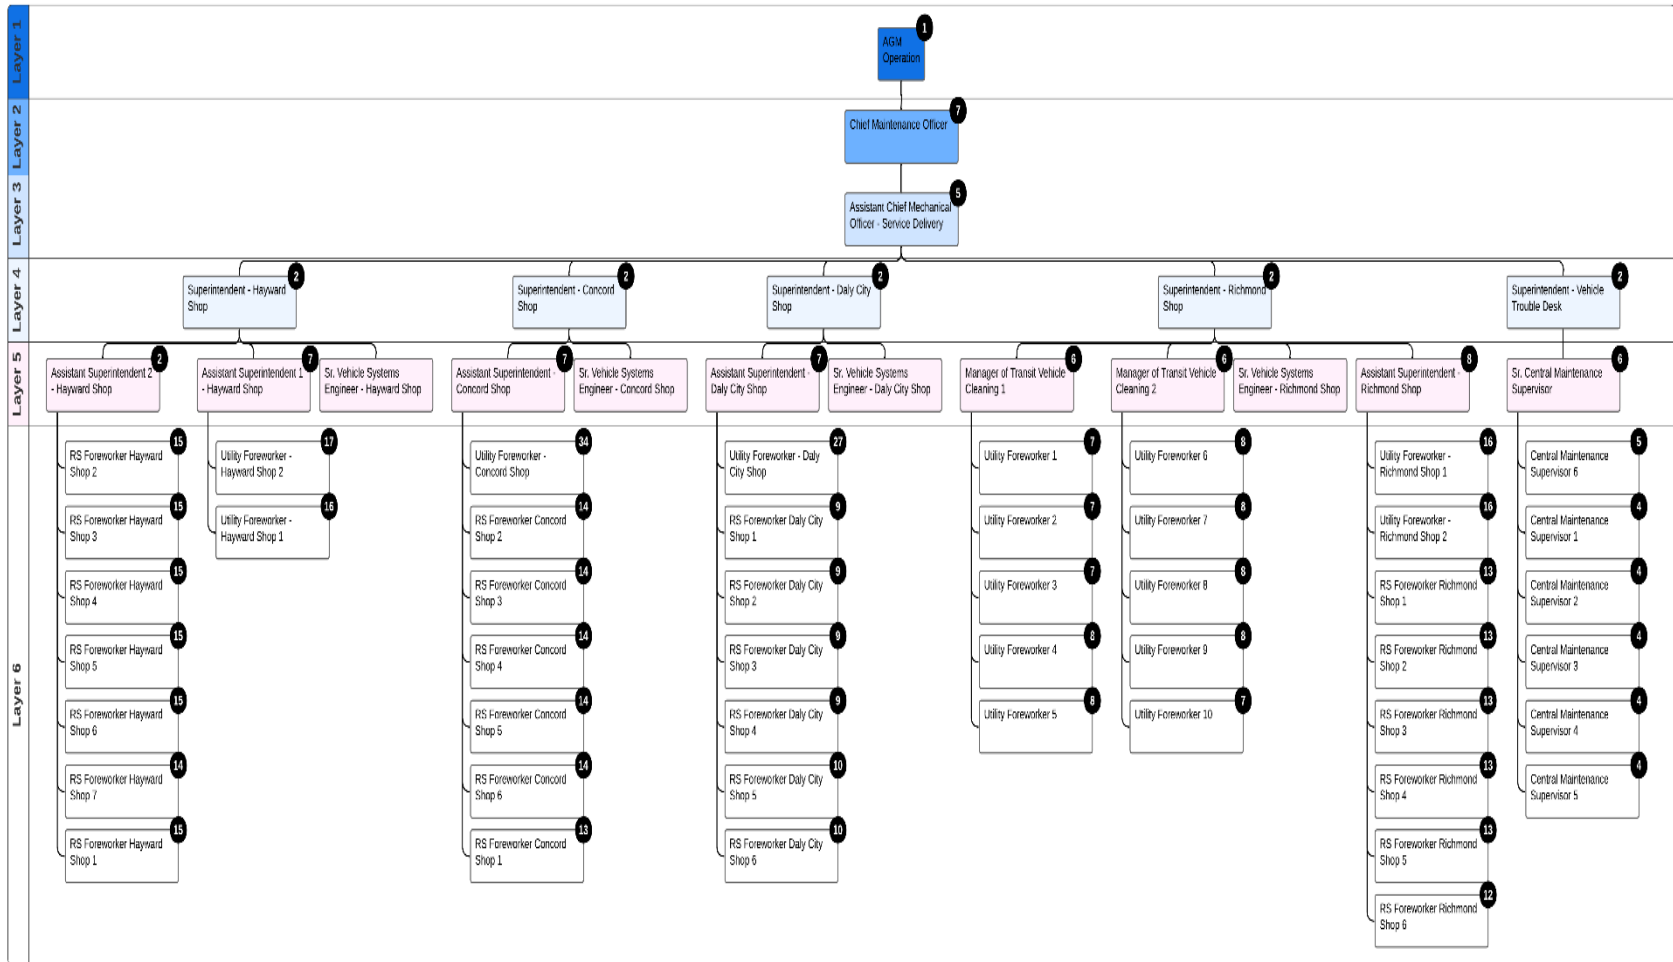 Layer 1
1
AGM
Operation
Layer 2
7
Chief Maintenance Officer
Layer 3
5
Assistant Chief Mechanical
Officer - Service Delivery
Layer 4
2
Superintendent - Hayward
Shop
2
Superintendent - Concord
Shop
2
Superintendent - Daly City
Shop
2
Superintendent - Richmond
Shop
2
Superintendent - Vehicle
Trouble Desk
Layer 5
2
Assistant Superintendent 2
- Hayward Shop
7
Assistant Superintendent 1
- Hayward Shop
Sr. Vehicle Systems
Engineer - Hayward Shop
7
Assistant Superintendent -
Concord Shop
Sr. Vehicle Systems
Engineer - Concord Shop
7
Assistant Superintendent -
Daly City Shop
Sr. Vehicle Systems
Engineer - Daly City Shop
6
Manager of Transit Vehicle
Cleaning 1
6
Manager of Transit Vehicle
Cleaning 2
Sr. Vehicle Systems
Engineer - Richmond Shop
8
Assistant Superintendent -
Richmond Shop
6
Sr. Central Maintenance
Supervisor
Layer 6
15
RS Foreworker Hayward
Shop 2
15
RS Foreworker Hayward
Shop 3
15
RS Foreworker Hayward
Shop 4
15
RS Foreworker Hayward
Shop 5
15
RS Foreworker Hayward
Shop 6
14
RS Foreworker Hayward
Shop 7
15
RS Foreworker Hayward
Shop 1
17
Utility Foreworker -
Hayward Shop 2
16
Utility Foreworker -
Hayward Shop 1
34
Utility Foreworker -
Concord Shop
14
RS Foreworker Concord
Shop 2
14
RS Foreworker Concord
Shop 3
14
RS Foreworker Concord
Shop 4
14
RS Foreworker Concord
Shop 5
14
RS Foreworker Concord
Shop 6
13
RS Foreworker Concord
Shop 1
27
Utility Foreworker - Daly
City Shop
9
RS Foreworker Daly City
Shop 1
9
RS Foreworker Daly City
Shop 2
9
RS Foreworker Daly City
Shop 3
9
RS Foreworker Daly City
Shop 4
10
RS Foreworker Daly City
Shop 5
10
RS Foreworker Daly City
Shop 6
7
Utility Foreworker 1
7
Utility Foreworker 2
7
Utility Foreworker 3
8
Utility Foreworker 4
8
Utility Foreworker 5
8
Utility Foreworker 6
8
Utility Foreworker 7
8
Utility Foreworker 8
8
Utility Foreworker 9
7
Utility Foreworker 10
16
Utility Foreworker -
Richmond Shop 1
16
Utility Foreworker -
Richmond Shop 2
13
RS Foreworker Richmond
Shop 1
13
RS Foreworker Richmond
Shop 2
13
RS Foreworker Richmond
Shop 3
13
RS Foreworker Richmond
Shop 4
13
RS Foreworker Richmond
Shop 5
12
RS Foreworker Richmond
Shop 6
5
Central Maintenance
Supervisor 6
4
Central Maintenance
Supervisor 1
4
Central Maintenance
Supervisor 2
4
Central Maintenance
Supervisor 3
4
Central Maintenance
Supervisor 4
4
Central Maintenance
Supervisor 5